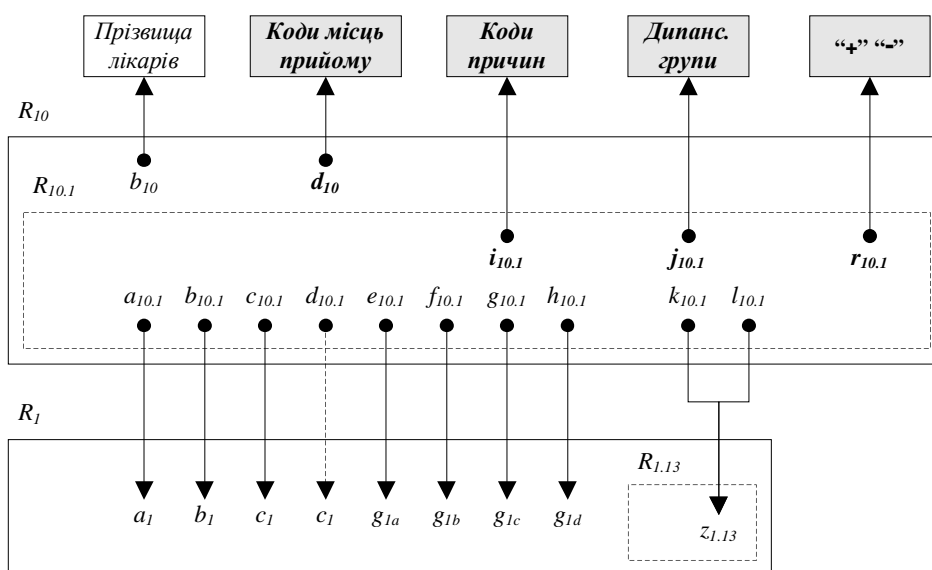 Прізвища лікарів
Коди місць прийому
Коди причин
Дипанс. групи
“+” “-”
R10
b10
d10
R10.1
i10.1
j10.1
r10.1
a10.1 b10.1 c10.1 d10.1 e10.1 f10.1 g10.1 h10.1 k10.1 l10.1
R1
R1.13
a1 b1 c1 c1 g1a g1b g1c g1d z1.13